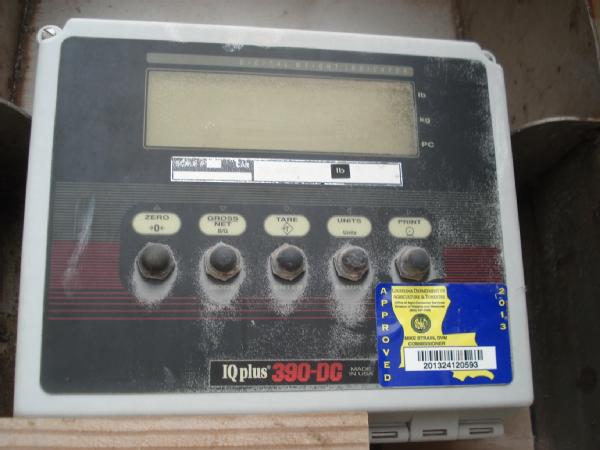 DIGITAL WEIGHT INDICATOR
lb
kg
PC
SCALE
lb
ZERO
→0←
GROSS
NET
B/G
TARE
T
UNITS
Units
PRINT
LOUISIANA DEPARTMENT OF
AGRICULTURE & FORESTRY
APPROVED
2013
MIKE STRAIN, DVM
COMMISSIONER
201324120593
IQ plus® 390-DC MADE
IN USA